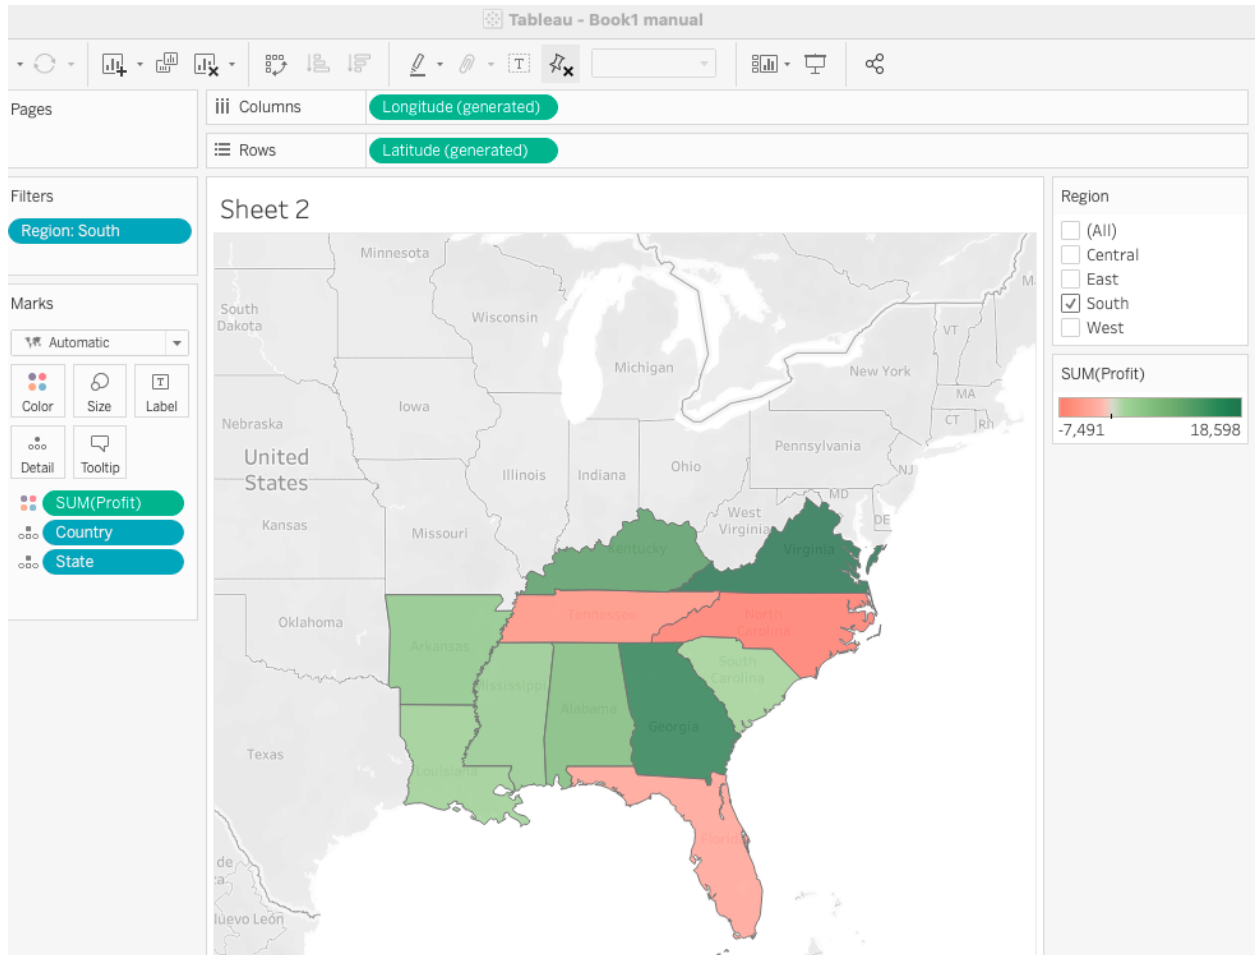 Tableau - Book1 manual
Pages
Columns
Longitude (generated)
Rows
Latitude (generated)
Filters
Region: South
Marks
Automatic
Color
Size
Label
Detail
Tooltip
SUM(Profit)
Country
State
Sheet 2
Minnesota
South
Dakota
Wisconsin
Michigan
VT
New York
MA
CT
Iowa
Nebraska
Pennsylvania
United
States
Illinois
Indiana
Ohio
NJ
MD
DE
Kansas
Missouri
West
Virginia
Kentucky
Virginia
Oklahoma
Tennessee
North
Carolina
Arkansas
South
Carolina
Mississippi
Alabama
Georgia
Texas
Louisiana
Florida
de
Nuevo León
Region
(All)
Central
East
South
West
SUM(Profit)
-7,491
18,598